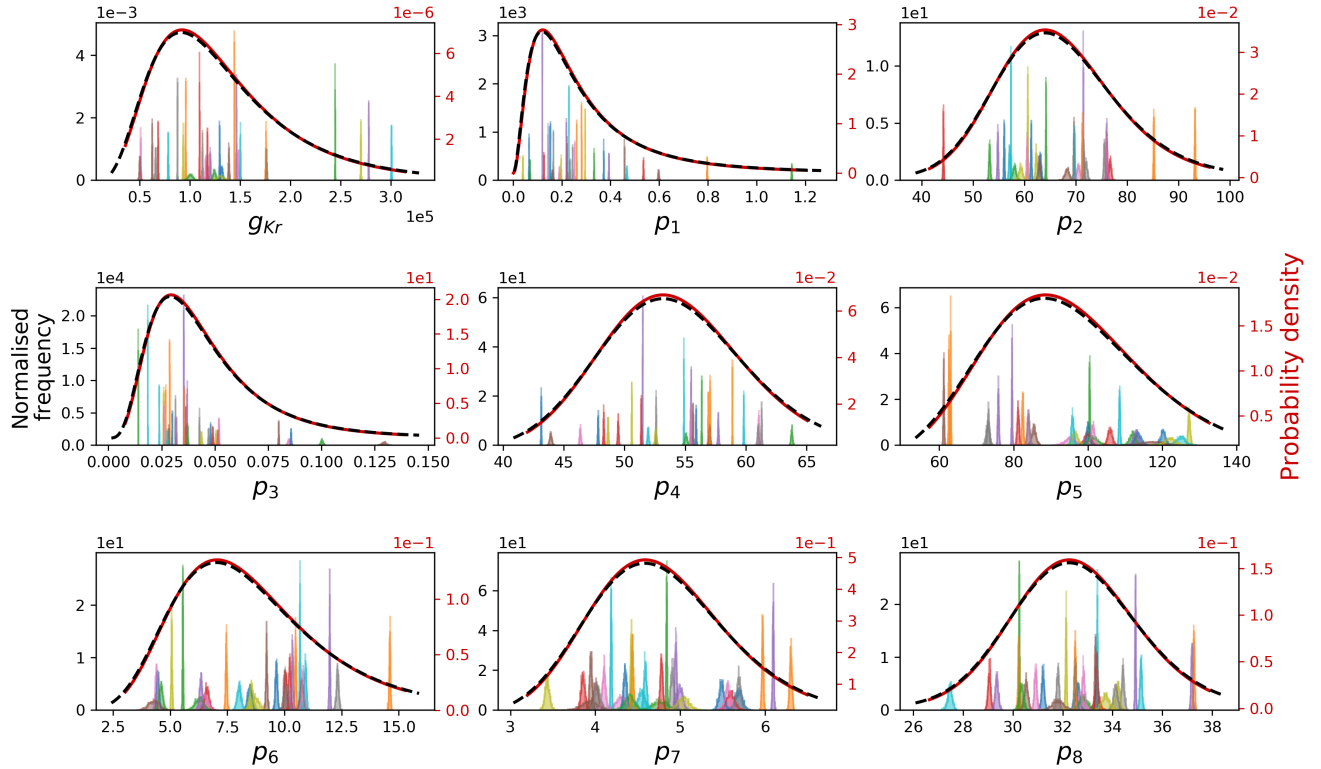 1e−3 1e−6 1e3 1e1 1e−2
4 2 0 6 4 2
3 2 1 0 3 2 1 0
1.0 0.5 0.0 3 2 1 0
0.5 1.0 1.5 2.0 2.5 3.0 1e5
0.0 0.2 0.4 0.6 0.8 1.0 1.2
40 50 60 70 80 90 100
g_Kr p_1 p_2
1e4 1e1 1e1 1e−2 1e−2
2.0 1.5 1.0 0.5 0.0 2.0 1.5 1.0 0.5 0.0
6 4 2 0 6 4 2
6 4 2 0 1.5 1.0 0.5
0.000 0.025 0.050 0.075 0.100 0.125 0.150
40 45 50 55 60 65
60 80 100 120 140
p_3 p_4 p_5
Normalised
frequency
Probability density
1e1 1e−1 1e1 1e−1 1e1 1e−1
2 1 0 1.0 0.5 0.0
6 4 2 0 5 4 3 2 1
2 1 0 1.5 1.0 0.5 0.0
2.5 5.0 7.5 10.0 12.5 15.0
3 4 5 6
26 28 30 32 34 36 38
p_6 p_7 p_8